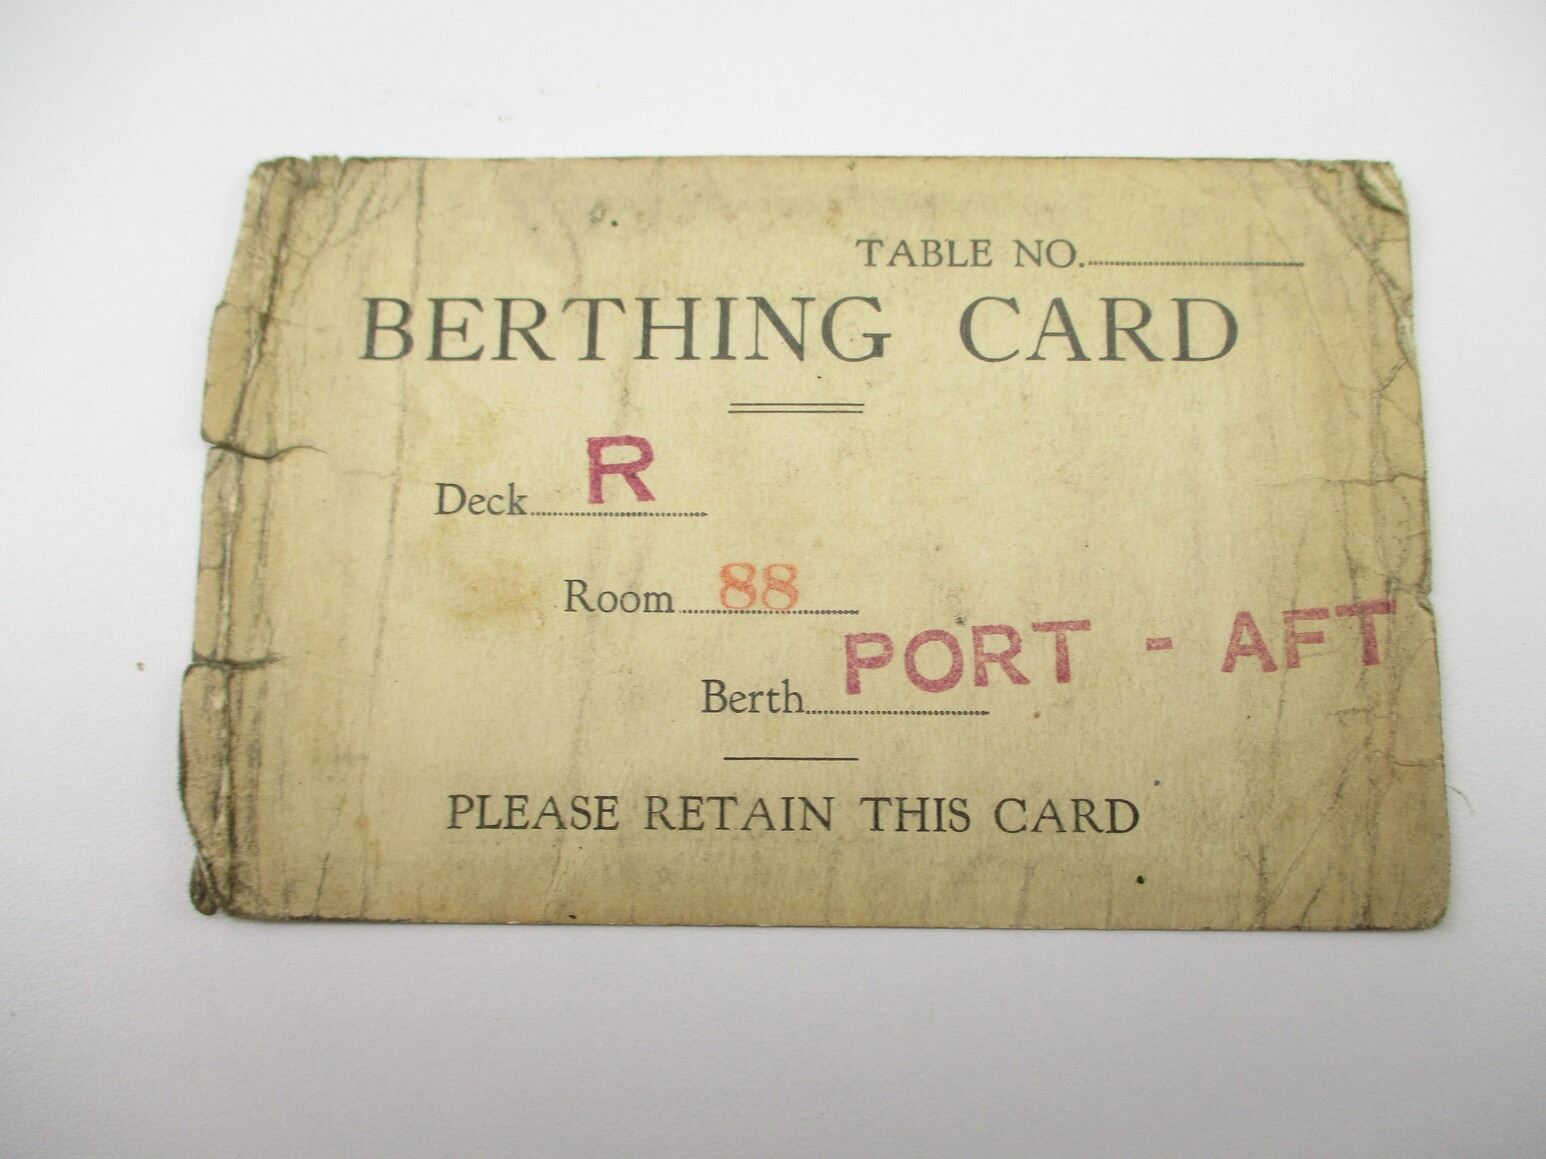 TABLE NO.
BERTHING CARD
Deck R
Room 88
Berth PORT - AFT
PLEASE RETAIN THIS CARD